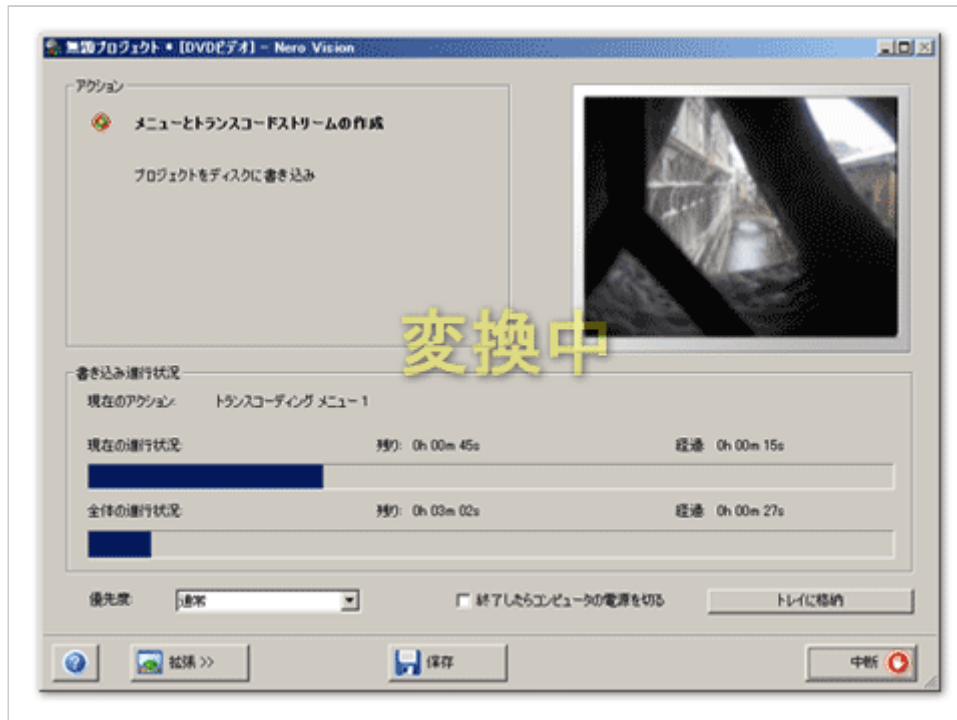 無題プロジェクト * [DVDビデオ] - Nero Vision
アクション
メニューとトランスコードストリームの作成
プロジェクトをディスクに書き込み
変換中
書き込み進行状況
現在のアクション: トランスコーディング メニュー 1
現在の進行状況: 残り: 0h 00m 45s 経過: 0h 00m 15s
全体の進行状況: 残り: 0h 03m 02s 経過: 0h 00m 27s
優先度: 通常 終了したらコンピュータの電源を切る トレイに格納
拡張 >> 保存 中断